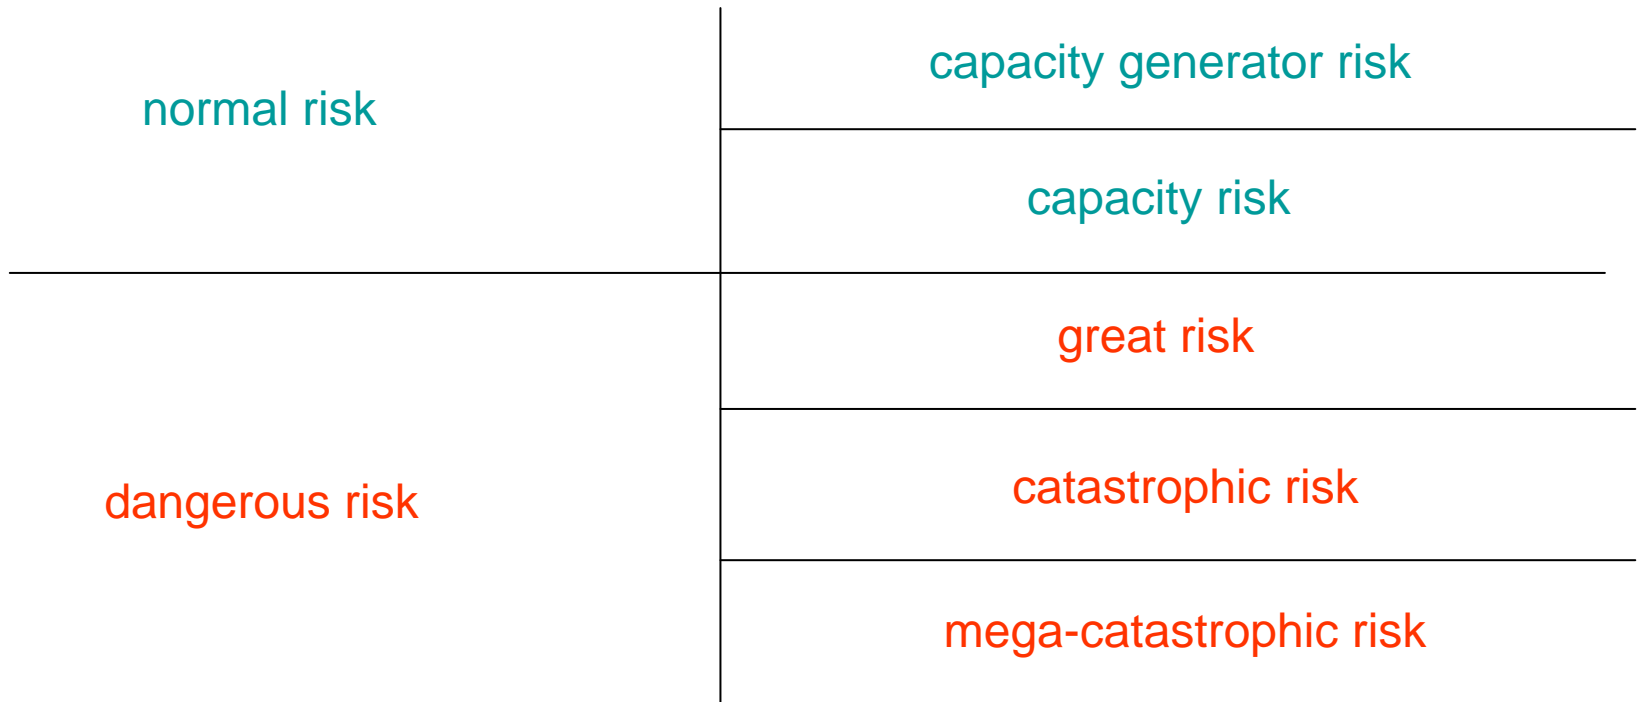 normal risk
capacity generator risk
capacity risk
dangerous risk
great risk
catastrophic risk
mega-catastrophic risk